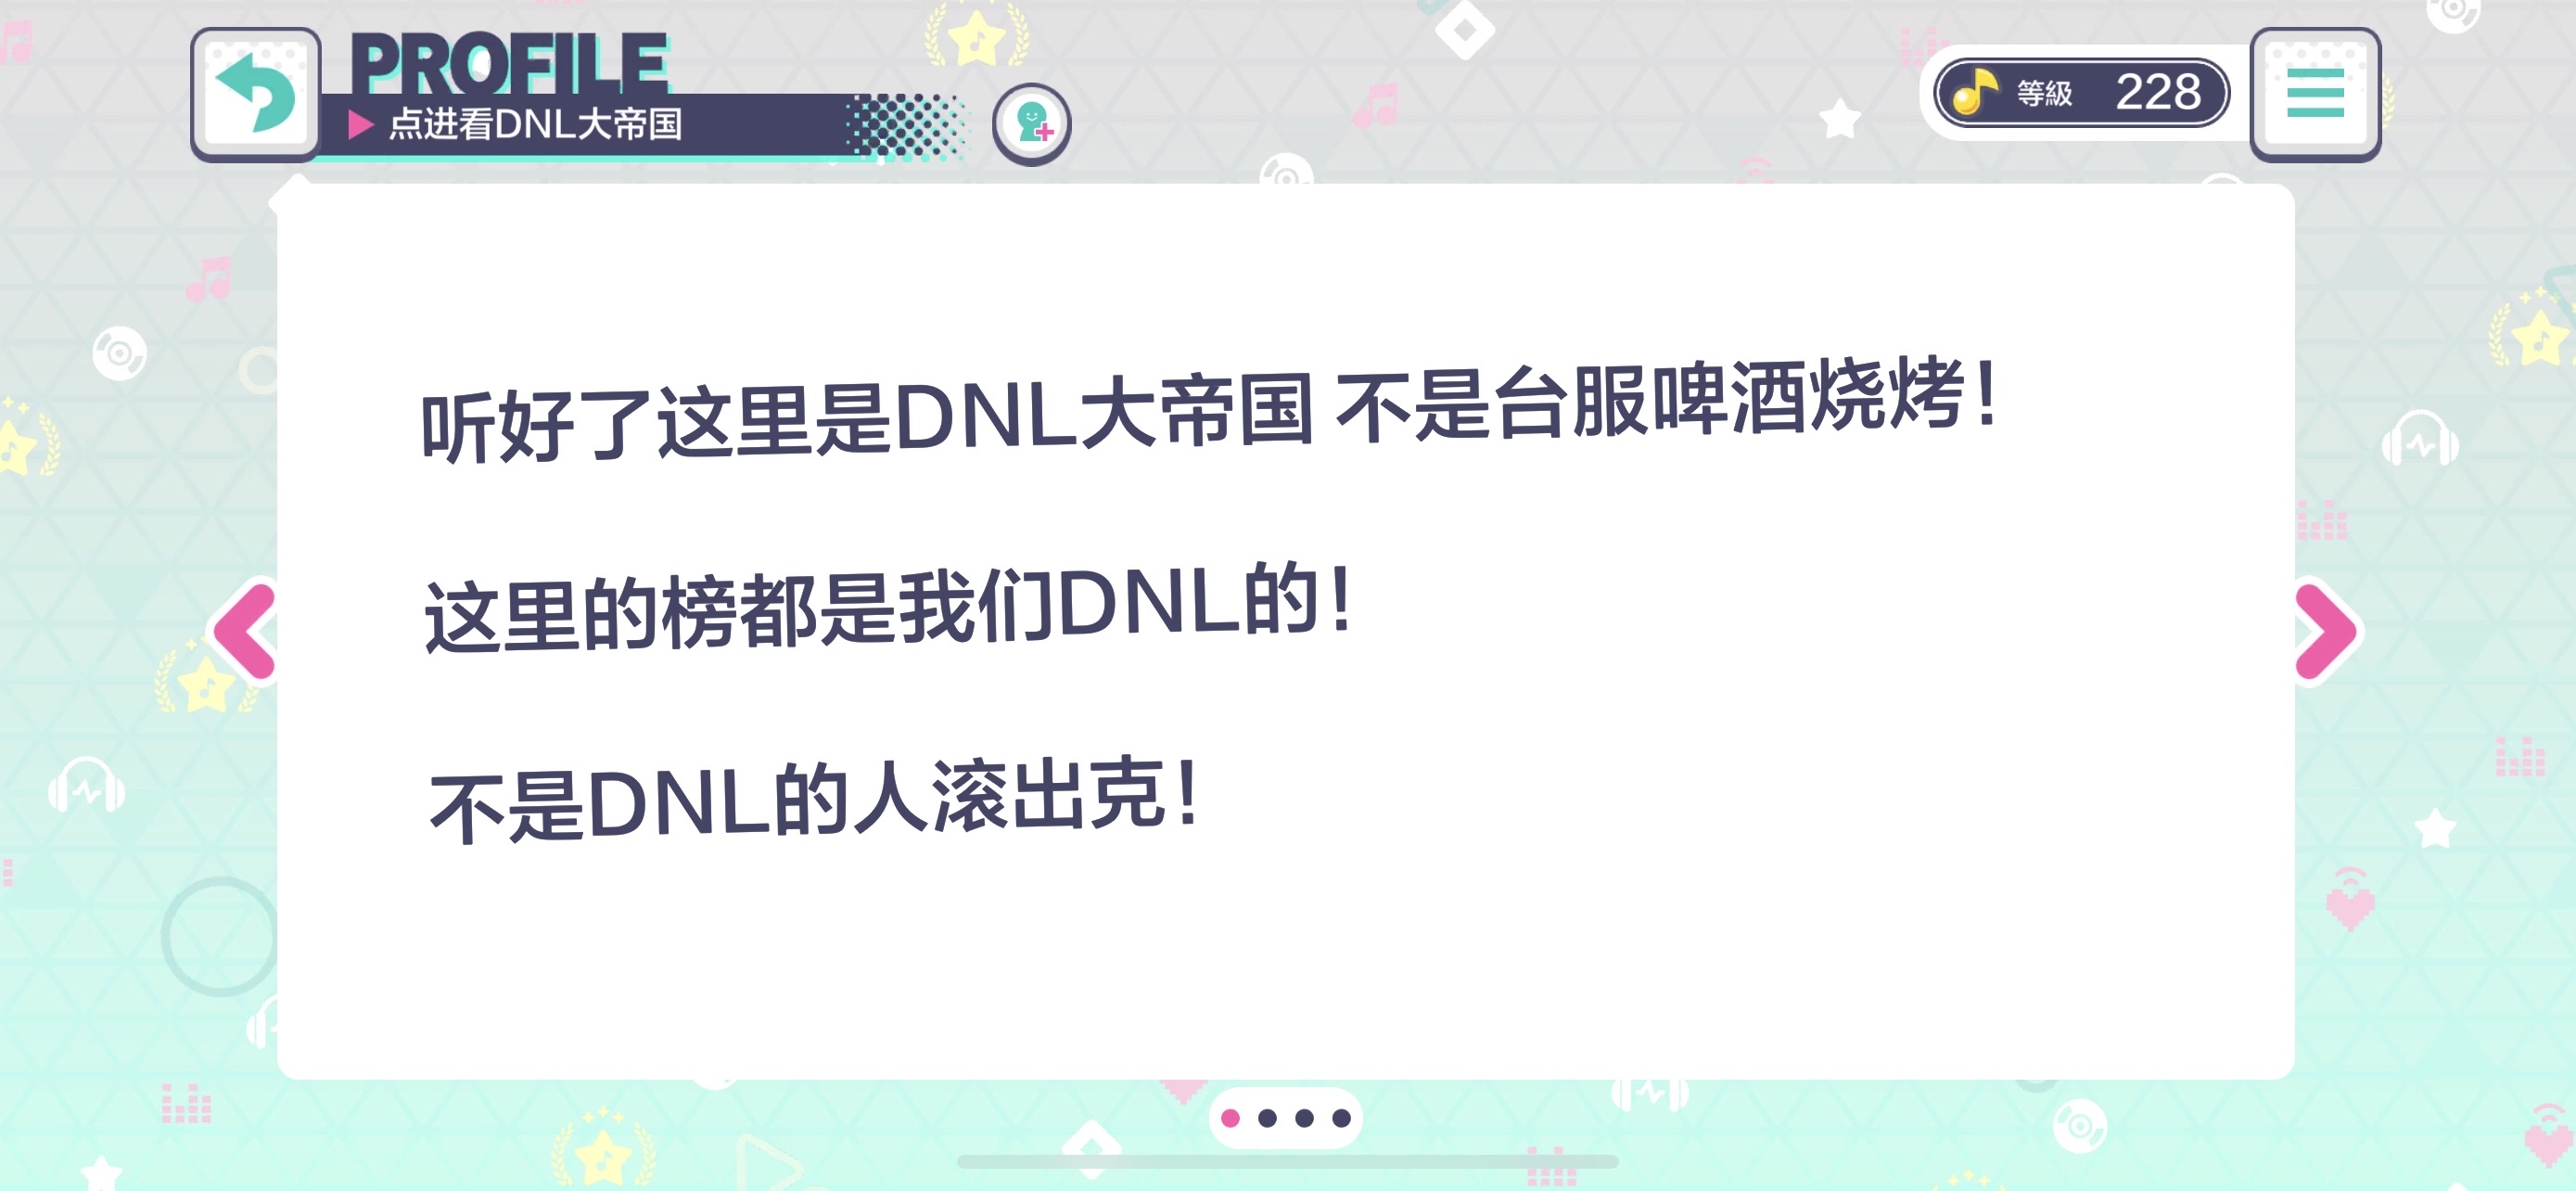 PROFILE
点进看DNL大帝国
等級 228
听好了这里是DNL大帝国 不是台服啤酒烧烤！
这里的榜都是我们DNL的！
不是DNL的人滚出克！